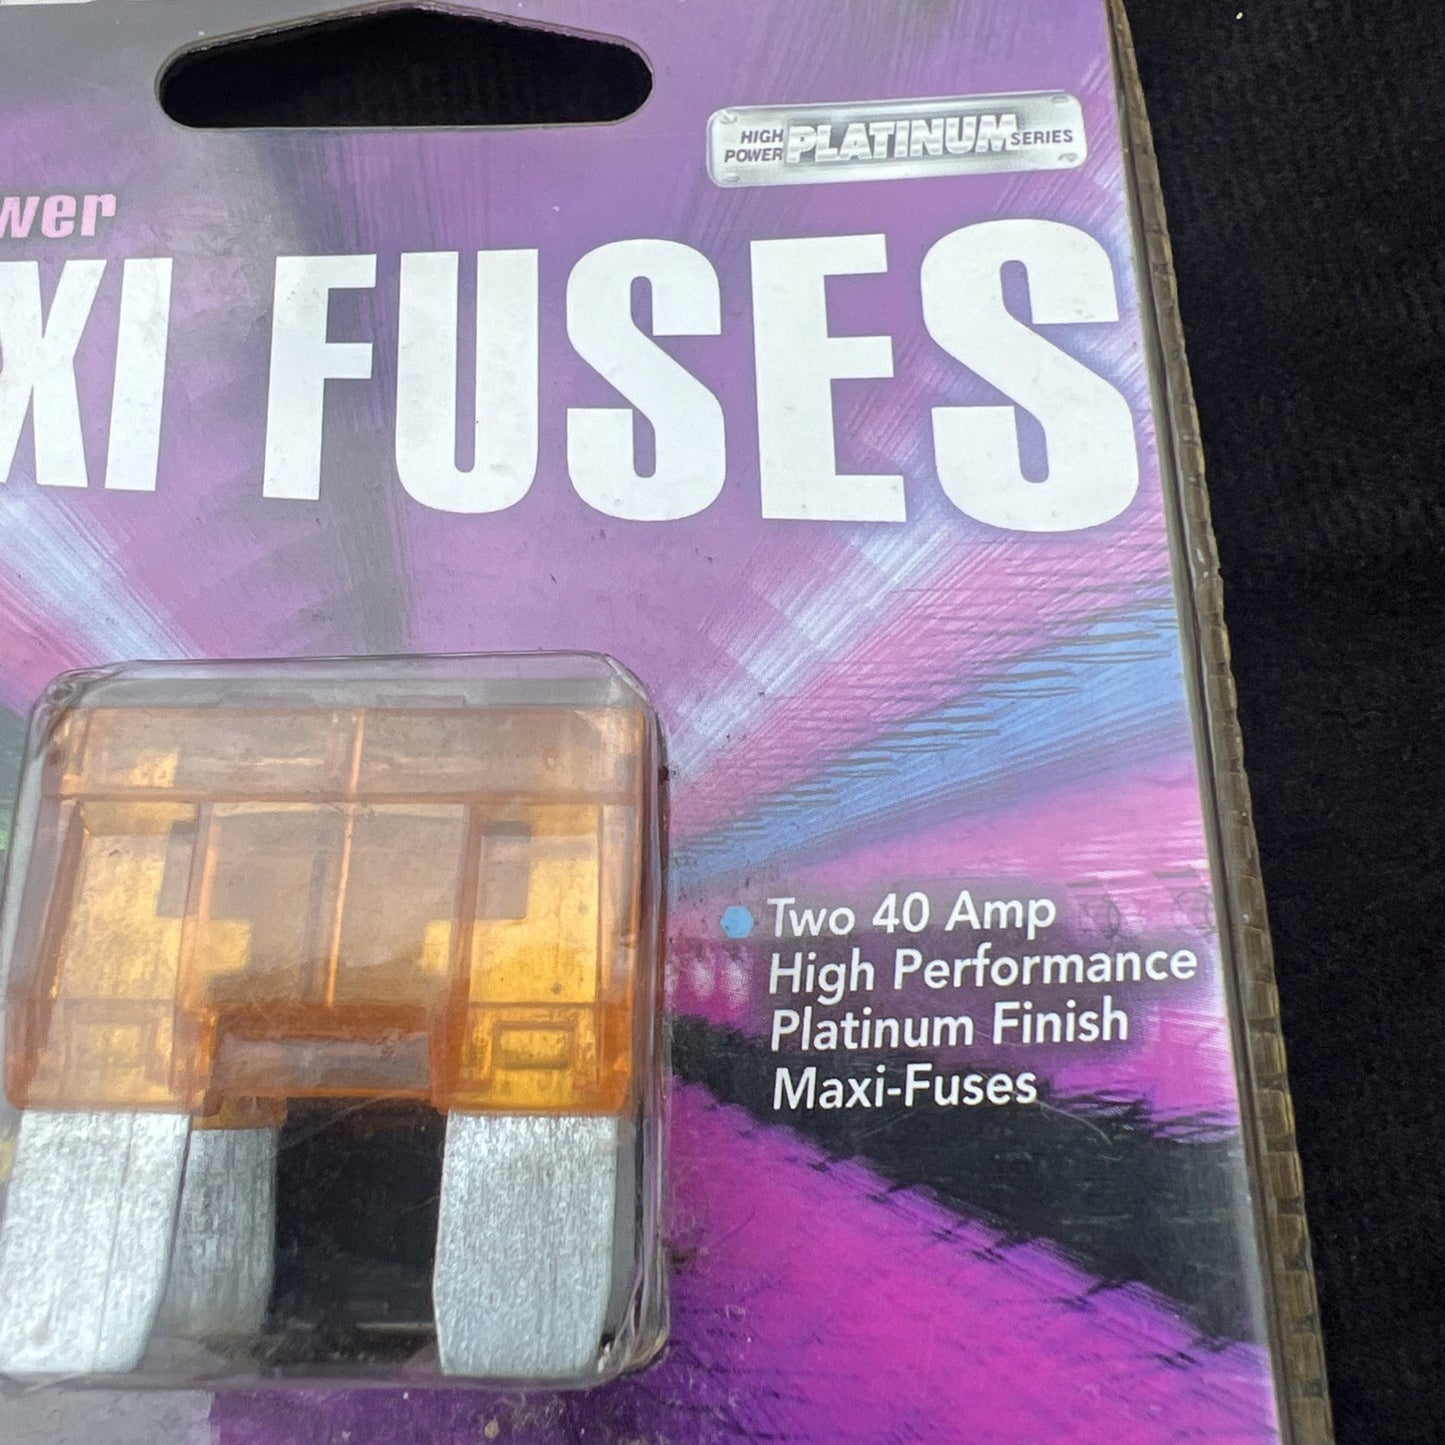 HIGH POWER PLATINUM SERIES
wer
XI FUSES
Two 40 Amp
High Performance
Platinum Finish
Maxi-Fuses